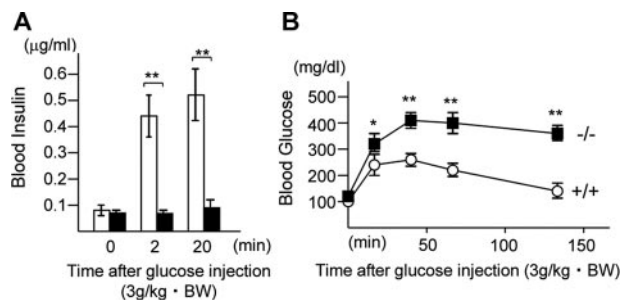 A
(μg/ml)
Blood Insulin
0.6
0.5
0.4
0.3
0.2
0.1
**
**
0
2
20
(min)
Time after glucose injection
(3g/kg・BW)
B
(mg/dl)
Blood Glucose
500
400
300
200
100
*
**
**
**
-/-
+/+
(min)
50
100
150
Time after glucose injection (3g/kg・BW)